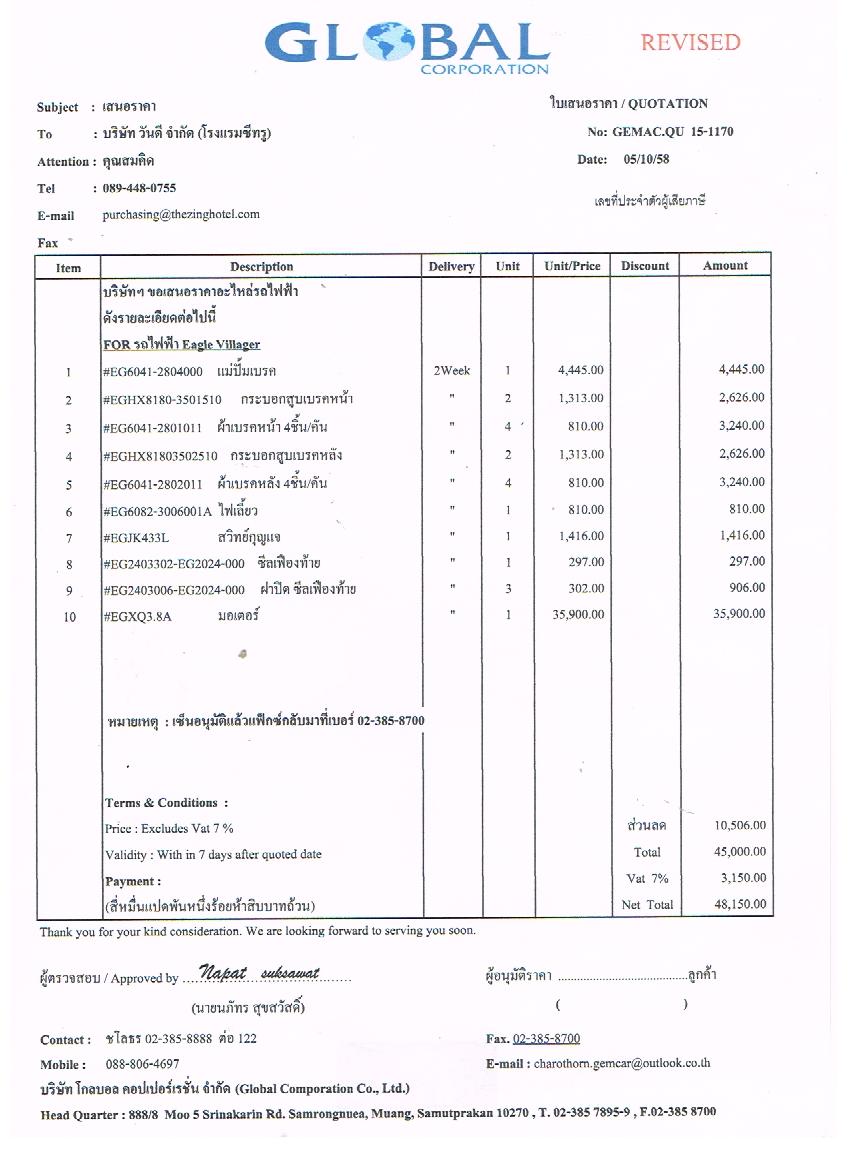 GLOBAL
CORPORATION
REVISED
Subject : เสนอราคา
ใบเสนอราคา / QUOTATION
To : บริษัท วันดี จำกัด (โรงแรมซีทรู)
No: GEMAC.QU 15-1170
Attention : คุณสมคิด
Date: 05/10/58
Tel : 089-448-0755
เลขที่ประจำตัวผู้เสียภาษี
E-mail purchasing@thezinghotel.com
Fax
Item Description Delivery Unit Unit/Price Discount Amount
บริษัทฯ ขอเสนอราคาอะไหล่รถไฟฟ้า
ดังรายละเอียดต่อไปนี้
FOR รถไฟฟ้า Eagle Villager
1 #EG6041-2804000 แม่ปั๊มเบรค 2Week 1 4,445.00 4,445.00
2 #EGHX8180-3501510 กระบอกสูบเบรคหน้า " 2 1,313.00 2,626.00
3 #EG6041-2801011 ผ้าเบรคหน้า 4ชิ้น/คัน " 4 810.00 3,240.00
4 #EGHX81803502510 กระบอกสูบเบรคหลัง " 2 1,313.00 2,626.00
5 #EG6041-2802011 ผ้าเบรคหลัง 4ชิ้น/คัน " 4 810.00 3,240.00
6 #EG6082-3006001A ไฟเลี้ยว " 1 810.00 810.00
7 #EGJK433L สวิทย์กุญแจ " 1 1,416.00 1,416.00
8 #EG2403302-EG2024-000 ซีลเฟืองท้าย " 1 297.00 297.00
9 #EG2403006-EG2024-000 ฝาปิด ซีลเฟืองท้าย " 3 302.00 906.00
10 #EGXQ3.8A มอเตอร์ " 1 35,900.00 35,900.00
หมายเหตุ : เซ็นอนุมัติแล้วแฟ็กซ์กลับมาที่เบอร์ 02-385-8700
Terms & Conditions :
Price : Excludes Vat 7 % ส่วนลด 10,506.00
Validity : With in 7 days after quoted date Total 45,000.00
Payment : Vat 7% 3,150.00
(สี่หมื่นแปดพันหนึ่งร้อยห้าสิบบาทถ้วน) Net Total 48,150.00
Thank you for your kind consideration. We are looking forward to serving you soon.
ผู้ตรวจสอบ / Approved by Napat suksawat
ผู้อนุมัติราคา ........................................ลูกค้า
(นายนภัทร สุขสวัสดิ์)
( )
Contact : ชโลธร 02-385-8888 ต่อ 122
Fax. 02-385-8700
Mobile : 088-806-4697
E-mail : charothorn.gemcar@outlook.co.th
บริษัท โกลบอล คอปเปอร์เรชั่น จำกัด (Global Comporation Co., Ltd.)
Head Quarter : 888/8 Moo 5 Srinakarin Rd. Samrongnuea, Muang, Samutprakan 10270 , T. 02-385 7895-9 , F.02-385 8700